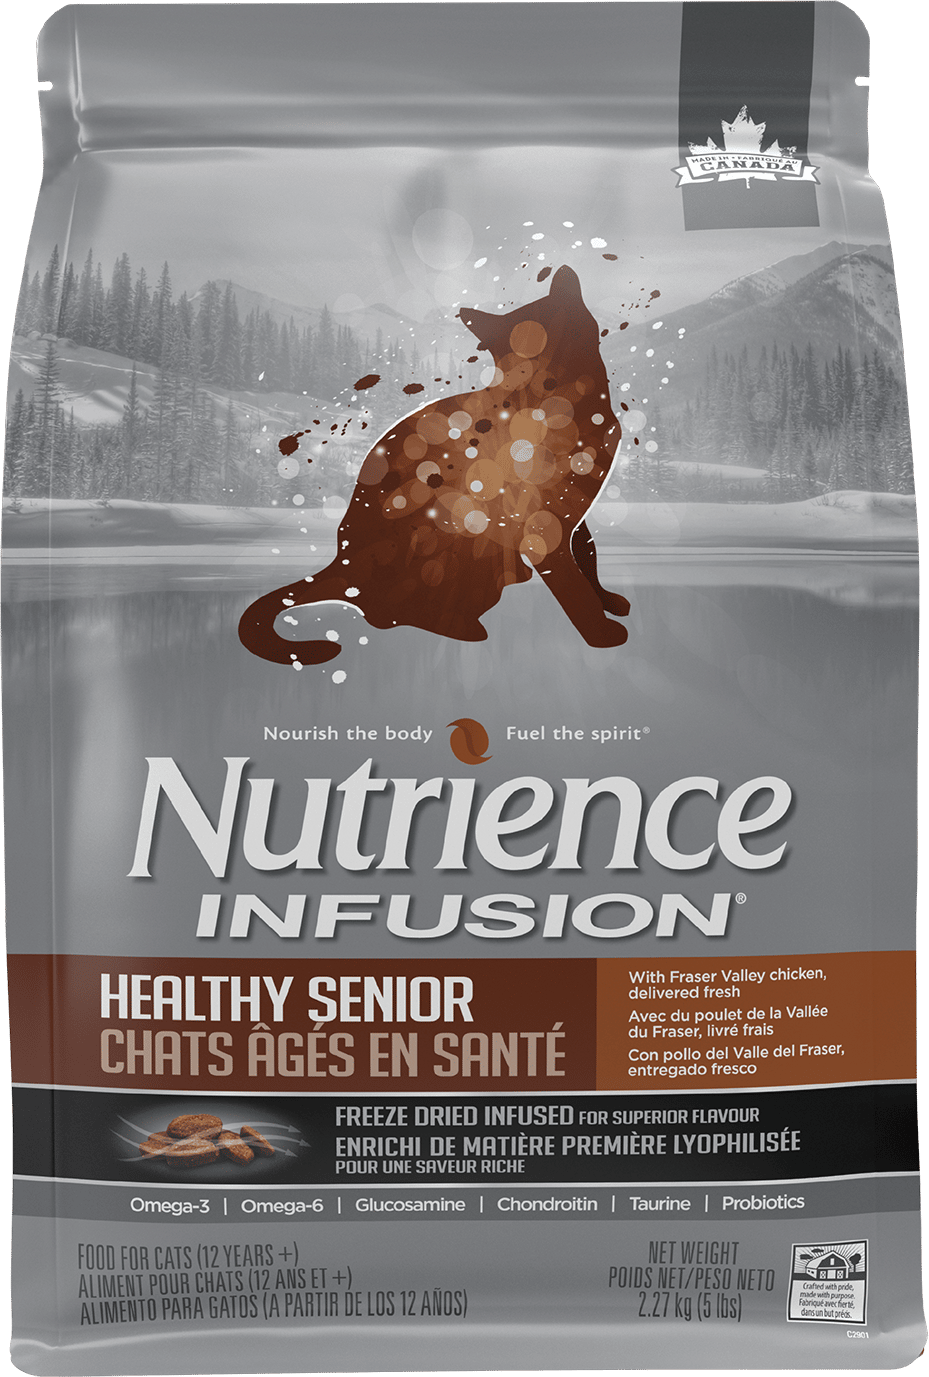 MADE IN • FABRIQUÉ AU
CANADA
Nourish the body Fuel the spirit®
Nutrience
INFUSION®
HEALTHY SENIOR
CHATS ÂGÉS EN SANTÉ
With Fraser Valley chicken,
delivered fresh
Avec du poulet de la Vallée
du Fraser, livré frais
Con pollo del Valle del Fraser,
entregado fresco
FREEZE DRIED INFUSED FOR SUPERIOR FLAVOUR
ENRICHI DE MATIÈRE PREMIÈRE LYOPHILISÉE
POUR UNE SAVEUR RICHE
Omega-3 | Omega-6 | Glucosamine | Chondroitin | Taurine | Probiotics
FOOD FOR CATS (12 YEARS +)
ALIMENT POUR CHATS (12 ANS ET +)
ALIMENTO PARA GATOS (A PARTIR DE LOS 12 AÑOS)
NET WEIGHT
POIDS NET/PESO NETO
2.27 kg (5 lbs)
Crafted with pride,
made with purpose.
Fabriqué avec fierté,
dans un but précis.
C2901